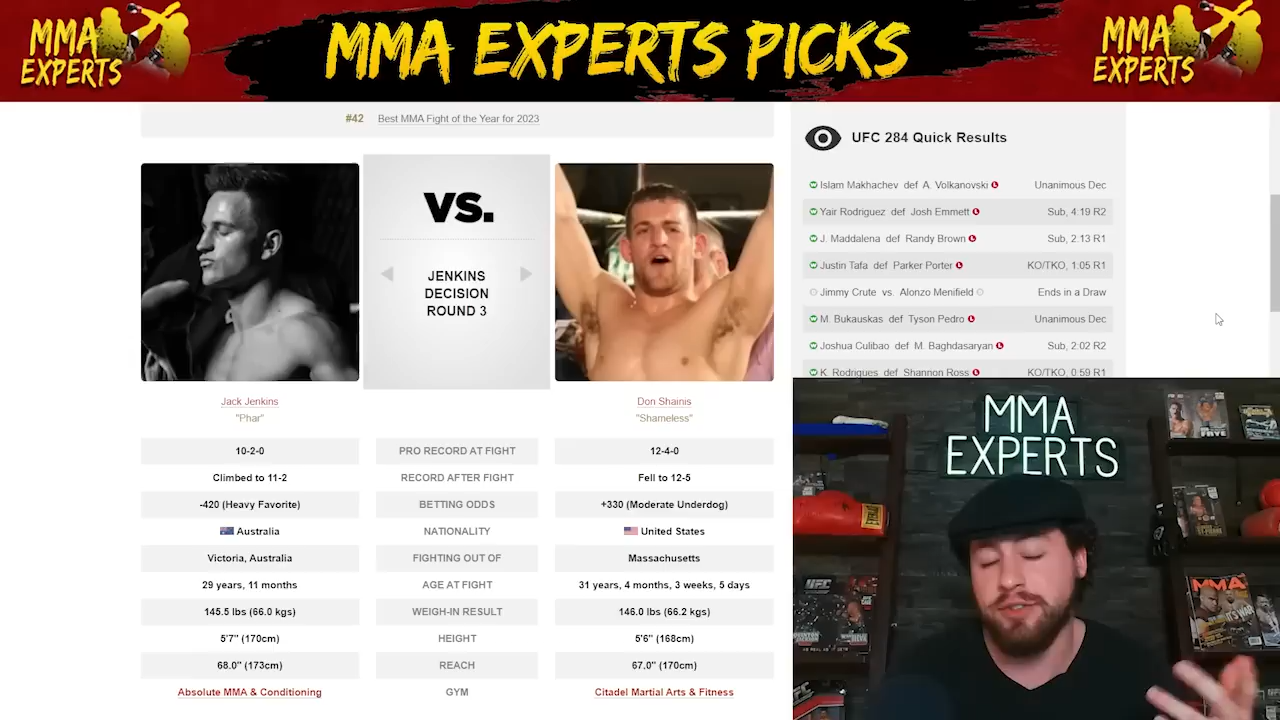 MMA
EXPERTS
MMA EXPERTS PICKS
MMA
EXPERTS
#42 Best MMA Fight of the Year for 2023
VS.
JENKINS
DECISION
ROUND 3
Jack Jenkins
"Phar"
Don Shainis
"Shameless"
10-2-0 PRO RECORD AT FIGHT 12-4-0
Climbed to 11-2 RECORD AFTER FIGHT Fell to 12-5
-420 (Heavy Favorite) BETTING ODDS +330 (Moderate Underdog)
Australia NATIONALITY United States
Victoria, Australia FIGHTING OUT OF Massachusetts
29 years, 11 months AGE AT FIGHT 31 years, 4 months, 3 weeks, 5 days
145.5 lbs (66.0 kgs) WEIGH-IN RESULT 146.0 lbs (66.2 kgs)
5'7" (170cm) HEIGHT 5'6" (168cm)
68.0" (173cm) REACH 67.0" (170cm)
Absolute MMA & Conditioning GYM Citadel Martial Arts & Fitness
UFC 284 Quick Results
W Islam Makhachev def A. Volkanovski L Unanimous Dec
W Yair Rodriguez def Josh Emmett L Sub, 4:19 R2
W J. Maddalena def Randy Brown L Sub, 2:13 R1
W Justin Tafa def Parker Porter L KO/TKO, 1:05 R1
Jimmy Crute vs. Alonzo Menifield Ends in a Draw
W M. Bukauskas def Tyson Pedro L Unanimous Dec
W Joshua Culibao def M. Baghdasaryan L Sub, 2:02 R2
W K. Rodrigues def Shannon Ross L KO/TKO, 0:59 R1
MMA
EXPERTS
FRYE
UFC
MMA
UFC